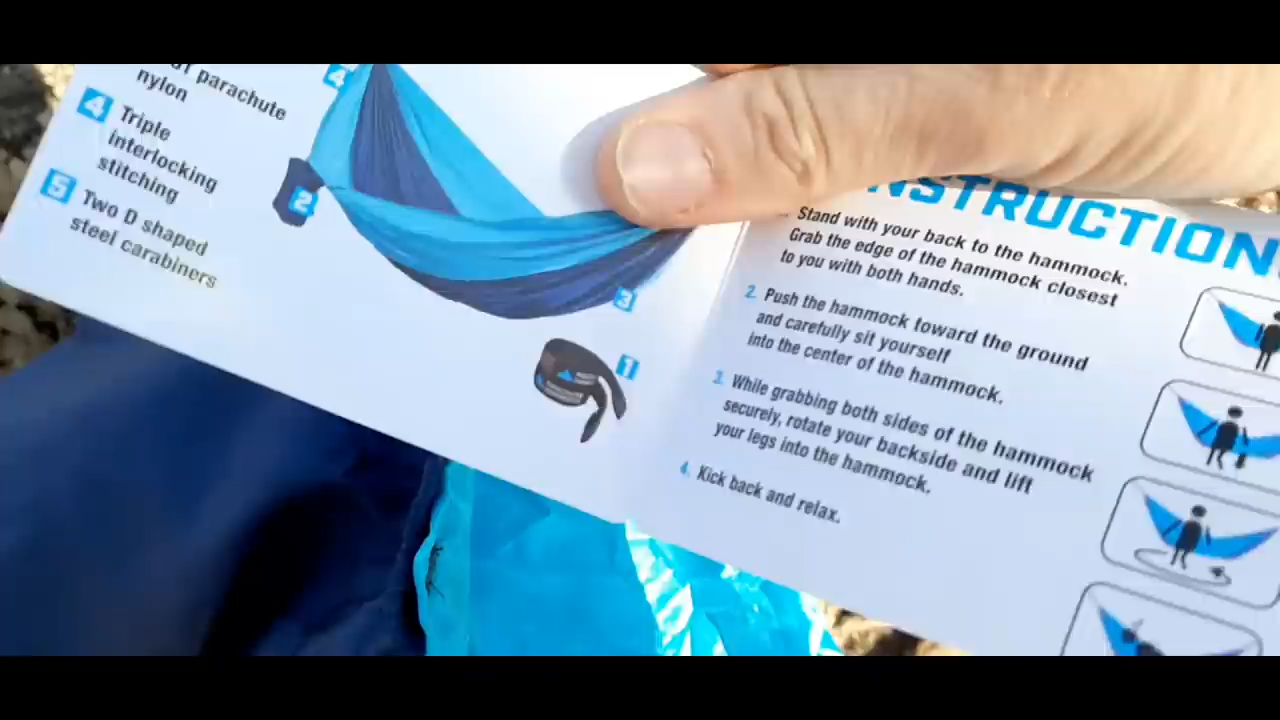 parachute
nylon
4 Triple
interlocking
stitching
5 Two D shaped
steel carabiners
4
2
3
1
NSTRUCTION
Stand with your back to the hammock.
Grab the edge of the hammock closest
to you with both hands.
2. Push the hammock toward the ground
and carefully sit yourself
into the center of the hammock.
3. While grabbing both sides of the hammock
securely, rotate your backside and lift
your legs into the hammock.
4. Kick back and relax.